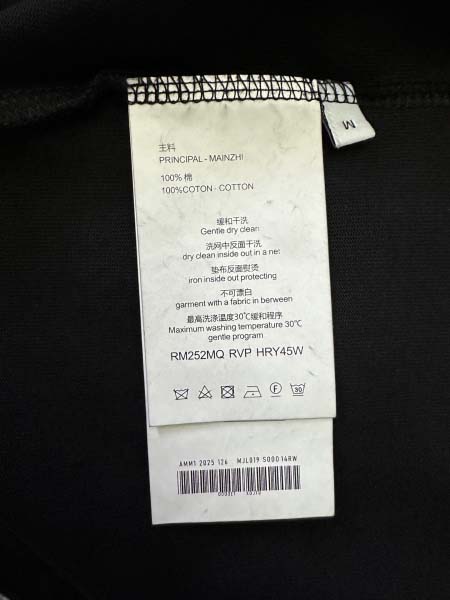 M
主料
PRINCIPAL - MAINZHI
100% 棉
100%COTON - COTTON
缓和干洗
Gentle dry clean
洗网中反面干洗
dry clean inside out in a net
垫布反面熨烫
iron inside out protecting
不可漂白
garment with a fabric in berween
最高洗涤温度30℃缓和程序
Maximum washing temperature 30℃
gentle program
RM252MQ RVP HRY45W
F 30
AMM1 2025 126 MJL019 S00014RW